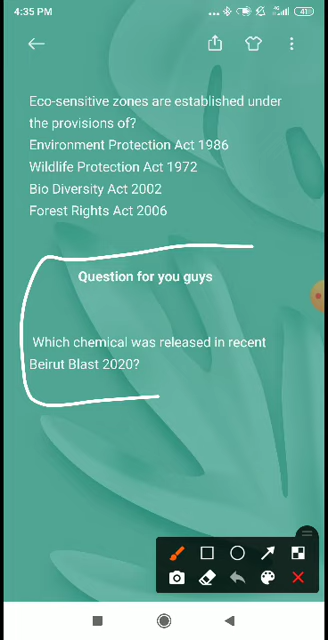 4:35 PM
41
Eco-sensitive zones are established under
the provisions of?
Environment Protection Act 1986
Wildlife Protection Act 1972
Bio Diversity Act 2002
Forest Rights Act 2006
Question for you guys
Which chemical was released in recent
Beirut Blast 2020?